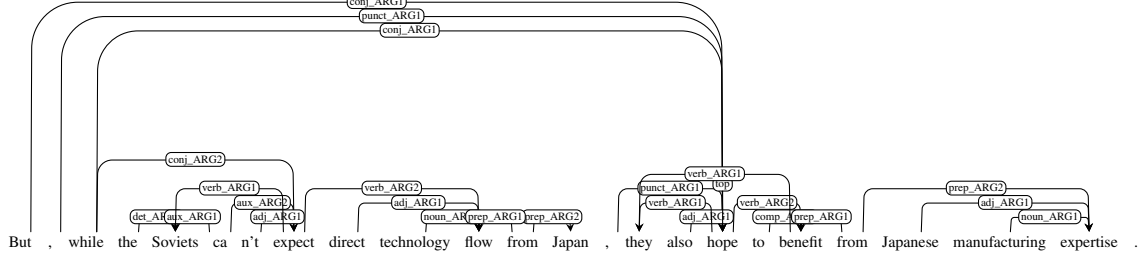 conj_ARG1
punct_ARG1
conj_ARG1
conj_ARG2
verb_ARG1
top
verb_ARG1 verb_ARG2 punct_ARG1 prep_ARG2
aux_ARG2 adj_ARG1 verb_ARG1 verb_ARG2 adj_ARG1
aux_ARG1 adj_ARG1 prep_ARG1 prep_ARG2 adj_ARG1 prep_ARG1 noun_ARG1
But , while the Soviets ca n't expect direct technology flow from Japan , they also hope to benefit from Japanese manufacturing expertise .